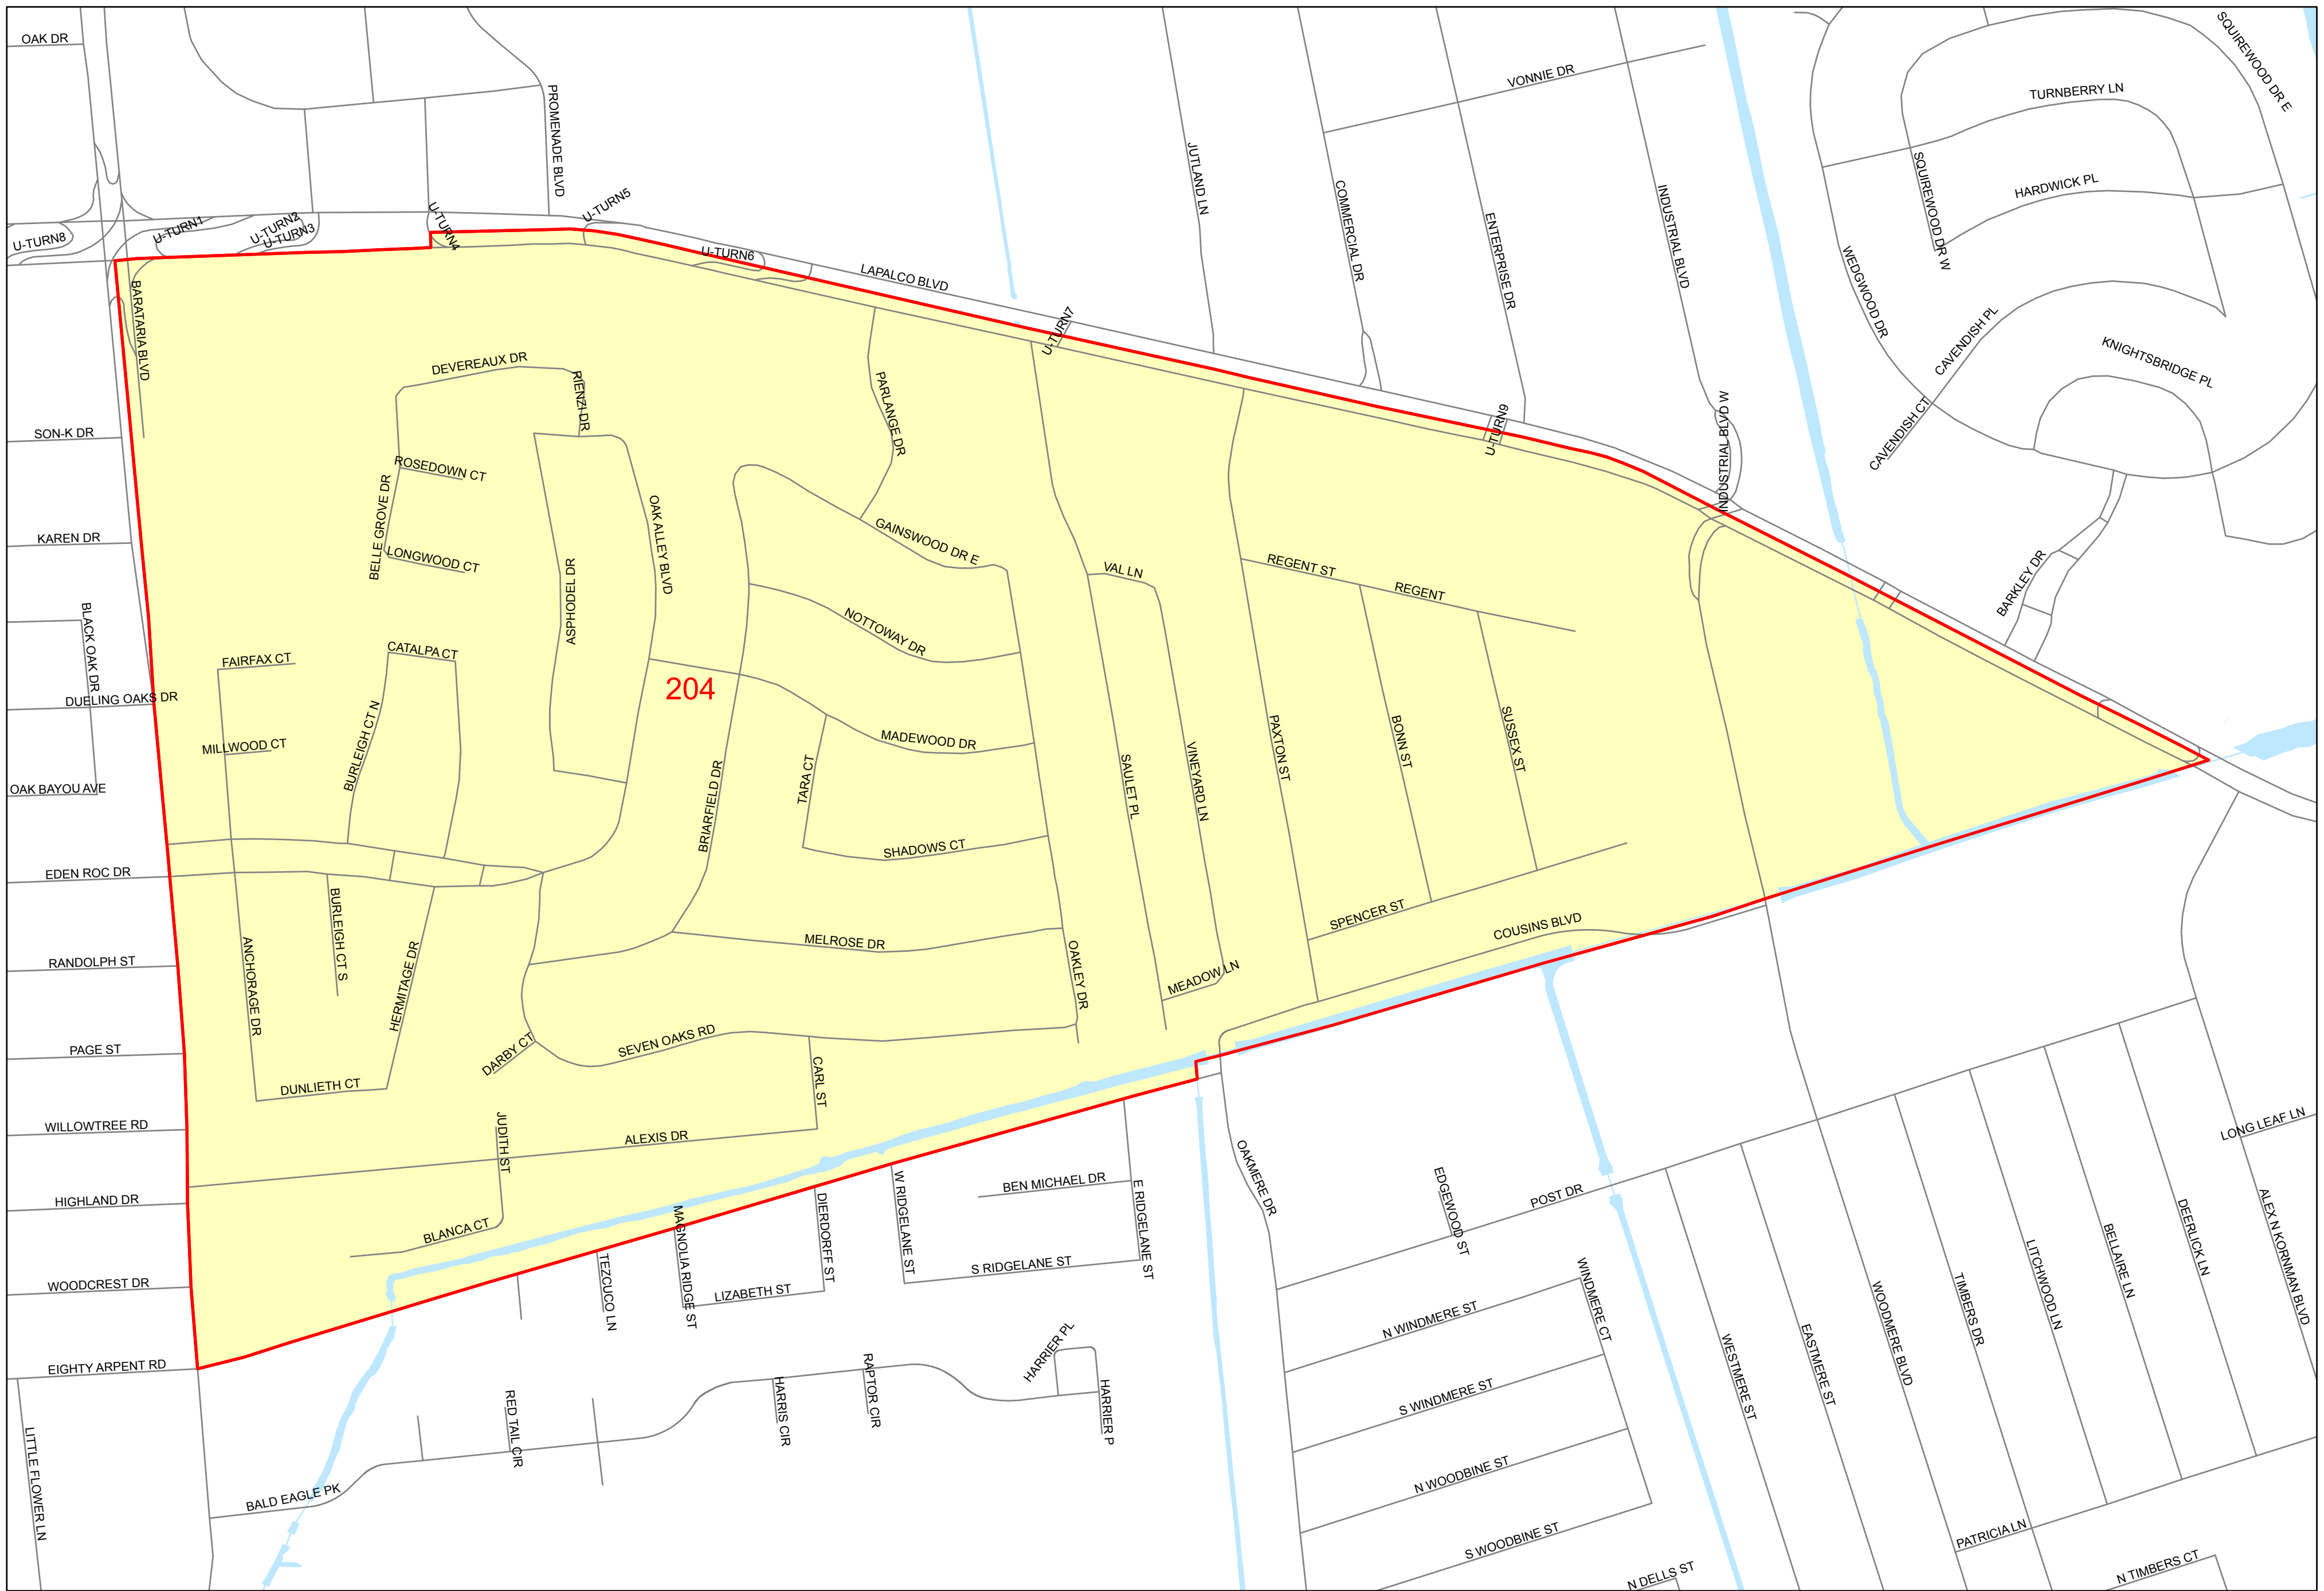 OAK DR
PROMENADE BLVD
VONNIE DR
SQUIREWOOD DR E
TURNBERRY LN
JUTLAND LN
COMMERCIAL DR
ENTERPRISE DR
INDUSTRIAL BLVD
SQUIREWOOD DR W
HARDWICK PL
U-TURN8
U-TURN1
U-TURN2
U-TURN3
U-TURN4
U-TURN5
U-TURN6
LAPALCO BLVD
U-TURN7
WEDGWOOD DR
CAVENDISH PL
KNIGHTSBRIDGE PL
CAVENDISH CT
BARATARIA BLVD
DEVEREAUX DR
RIENZI DR
PARLANGE DR
U-TURN9
INDUSTRIAL BLVD W
SON-K DR
ROSEDOWN CT
BELLE GROVE DR
OAK ALLEY BLVD
GAINSWOOD DR E
KAREN DR
LONGWOOD CT
ASPHODEL DR
VAL LN
REGENT ST
REGENT
BARKLEY DR
BLACK OAK DR
NOTTOWAY DR
FAIRFAX CT
CATALPA CT
204
DUELING OAKS DR
BURLEIGH CT N
MILLWOOD CT
MADEWOOD DR
TARA CT
SAULET PL
VINEYARD LN
PAXTON ST
BONN ST
SUSSEX ST
OAK BAYOU AVE
BRIARFIELD DR
SHADOWS CT
EDEN ROC DR
BURLEIGH CT S
SPENCER ST
COUSINS BLVD
ANCHORAGE DR
HERMITAGE DR
MELROSE DR
OAKLEY DR
MEADOW LN
RANDOLPH ST
PAGE ST
DARBY CT
SEVEN OAKS RD
DUNLIETH CT
CARL ST
WILLOWTREE RD
JUDITH ST
ALEXIS DR
LONG LEAF LN
HIGHLAND DR
BLANCA CT
W RIDGELANE ST
BEN MICHAEL DR
E RIDGELANE ST
OAKMERE DR
EDGEWOOD ST
POST DR
MAGNOLIA RIDGE ST
DIERDORFF ST
S RIDGELANE ST
TEZCUCO LN
LIZABETH ST
WOODCREST DR
WINDMERE CT
N WINDMERE ST
WESTMERE ST
EASTMERE ST
WOODMERE BLVD
TIMBERS DR
LITCHWOOD LN
BELLAIRE LN
DEERLICK LN
ALEX N KORNMAN BLVD
EIGHTY ARPENT RD
HARRIER PL
RAPTOR CIR
HARRIS CIR
HARRIER P
RED TAIL CIR
S WINDMERE ST
LITTLE FLOWER LN
BALD EAGLE PK
N WOODBINE ST
S WOODBINE ST
PATRICIA LN
N DELLS ST
N TIMBERS CT